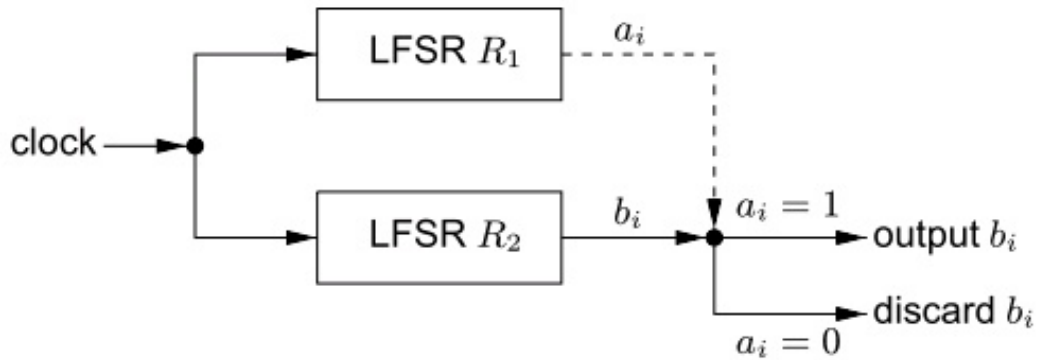 LFSR R₁
aᵢ
clock
LFSR R₂
bᵢ
aᵢ = 1
output bᵢ
discard bᵢ
aᵢ = 0